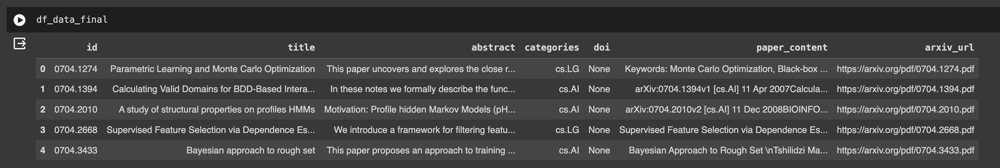 df_data_final
id title abstract categories doi paper_content arxiv_url
0 0704.1274 Parametric Learning and Monte Carlo Optimization This paper uncovers and explores the close r... cs.LG None Keywords: Monte Carlo Optimization, Black-box ... https://arxiv.org/pdf/0704.1274.pdf
1 0704.1394 Calculating Valid Domains for BDD-Based Intera... In these notes we formally describe the func... cs.AI None arXiv:0704.1394v1 [cs.AI] 11 Apr 2007Calcula... https://arxiv.org/pdf/0704.1394.pdf
2 0704.2010 A study of structural properties on profiles HMMs Motivation: Profile hidden Markov Models (pH... cs.AI None arXiv:0704.2010v2 [cs.AI] 11 Dec 2008BIOINFO... https://arxiv.org/pdf/0704.2010.pdf
3 0704.2668 Supervised Feature Selection via Dependence Es... We introduce a framework for filtering featu... cs.LG None Supervised Feature Selection via Dependence Es... https://arxiv.org/pdf/0704.2668.pdf
4 0704.3433 Bayesian approach to rough set This paper proposes an approach to training ... cs.AI None Bayesian Approach to Rough Set \nTshilidzi Ma... https://arxiv.org/pdf/0704.3433.pdf